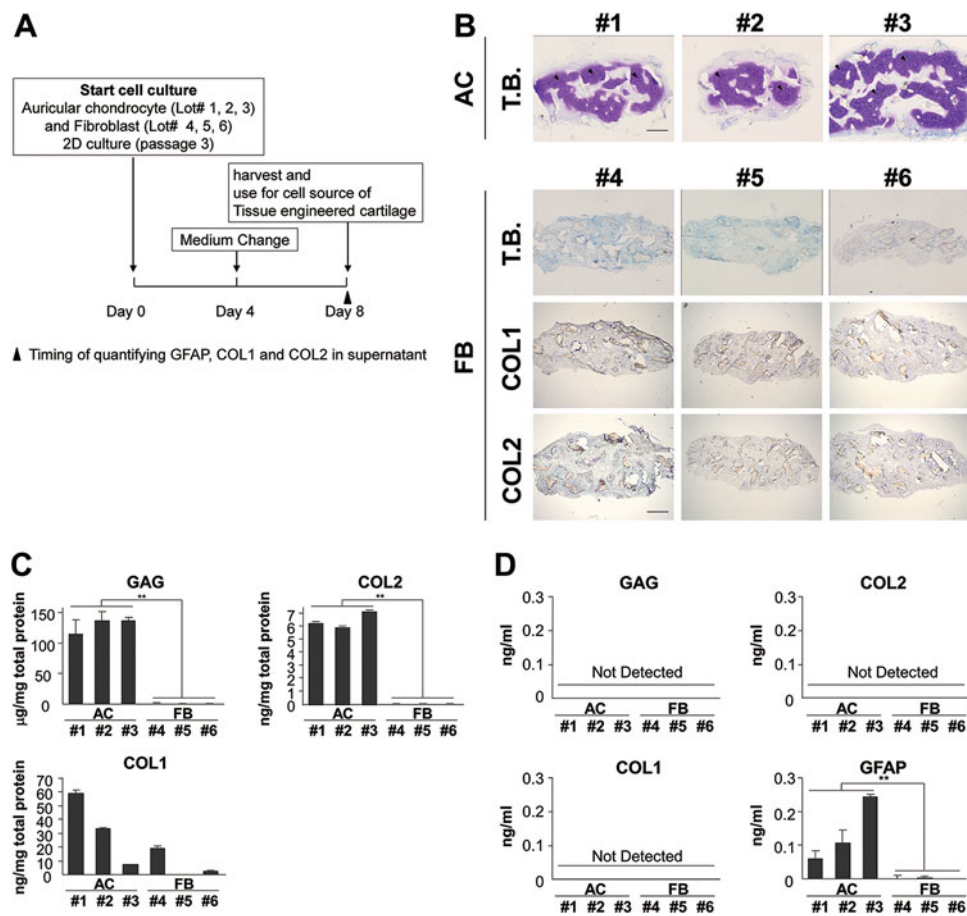 A
Start cell culture
Auricular chondrocyte (Lot# 1, 2, 3)
and Fibroblast (Lot# 4, 5, 6)
2D culture (passage 3)
harvest and
use for cell source of
Tissue engineered cartilage
Medium Change
Day 0 Day 4 Day 8
Timing of quantifying GFAP, COL1 and COL2 in supernatant
B
#1 #2 #3
AC
T.B.
#4 #5 #6
FB
T.B.
COL1
COL2
C
GAG
µg/mg total protein
150
100
50
0
**
AC FB
#1 #2 #3 #4 #5 #6
COL2
ng/mg total protein
7
6
5
4
3
2
1
0
**
AC FB
#1 #2 #3 #4 #5 #6
COL1
ng/mg total protein
70
60
50
40
30
20
10
0
AC FB
#1 #2 #3 #4 #5 #6
D
GAG
ng/ml
0.3
0.2
0.1
0
Not Detected
AC FB
#1 #2 #3 #4 #5 #6
COL2
ng/ml
0.3
0.2
0.1
0
Not Detected
AC FB
#1 #2 #3 #4 #5 #6
COL1
ng/ml
0.3
0.2
0.1
0
Not Detected
AC FB
#1 #2 #3 #4 #5 #6
GFAP
ng/ml
0.3
0.2
0.1
0
**
AC FB
#1 #2 #3 #4 #5 #6